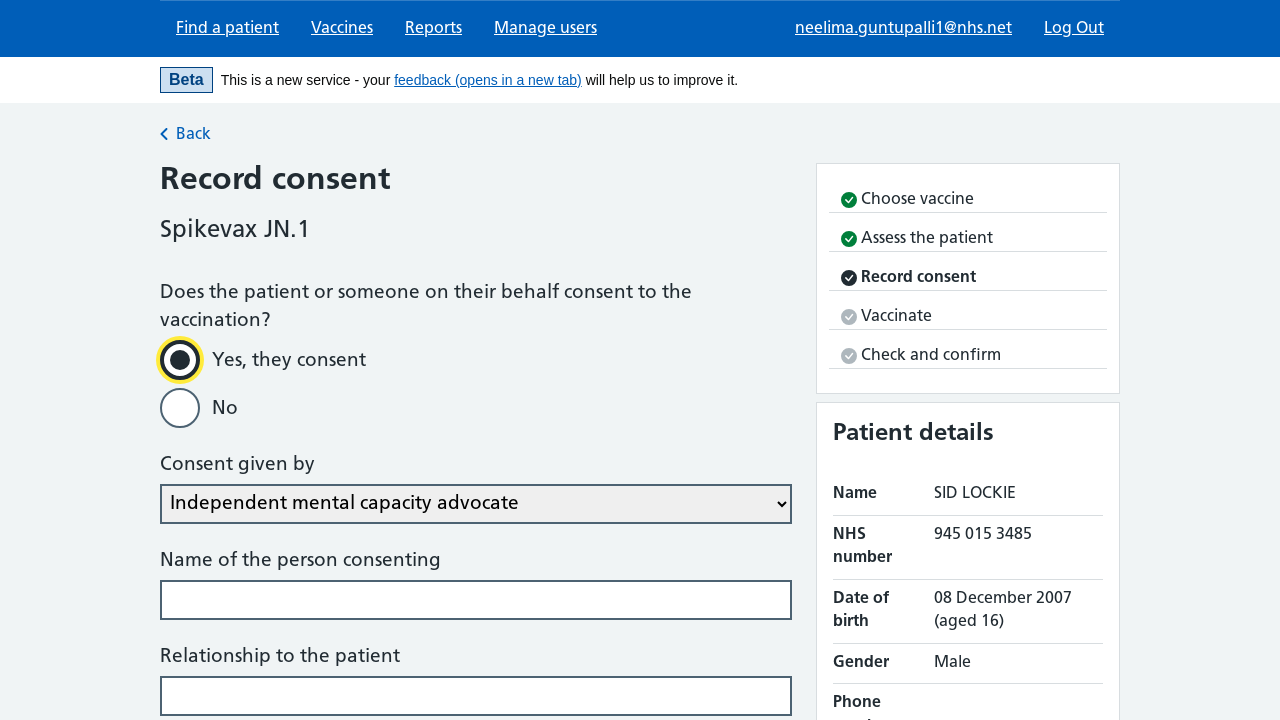 Find a patient
Vaccines
Reports
Manage users
neelima.guntupalli1@nhs.net
Log Out
Beta
This is a new service - your feedback (opens in a new tab) will help us to improve it.
Back
Record consent
Spikevax JN.1
Does the patient or someone on their behalf consent to the
vaccination?
Yes, they consent
No
Consent given by
Independent mental capacity advocate
Name of the person consenting
Relationship to the patient
Choose vaccine
Assess the patient
Record consent
Vaccinate
Check and confirm
Patient details
Name
SID LOCKIE
NHS
number
945 015 3485
Date of
birth
08 December 2007
(aged 16)
Gender
Male
Phone